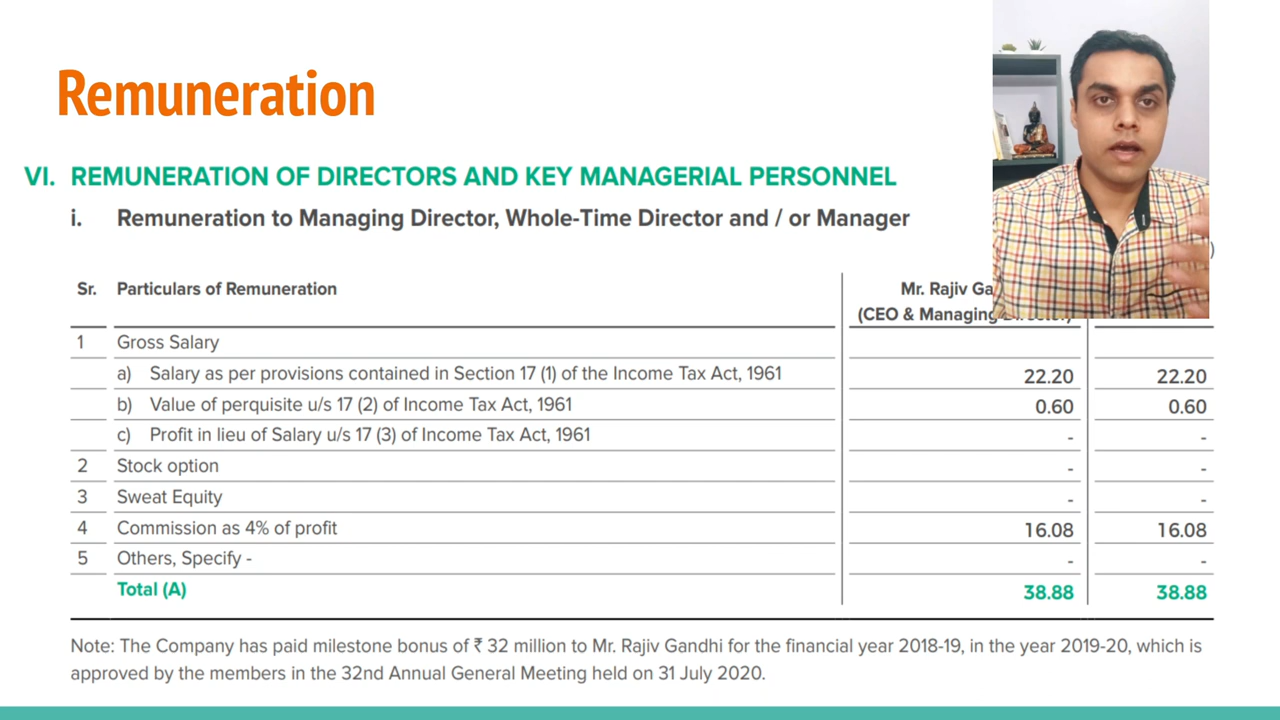 Remuneration
VI. REMUNERATION OF DIRECTORS AND KEY MANAGERIAL PERSONNEL
i. Remuneration to Managing Director, Whole-Time Director and / or Manager
)
Sr. Particulars of Remuneration Mr. Rajiv
(CEO & Managing
1 Gross Salary
a) Salary as per provisions contained in Section 17 (1) of the Income Tax Act, 1961 22.20 22.20
b) Value of perquisite u/s 17 (2) of Income Tax Act, 1961 0.60 0.60
c) Profit in lieu of Salary u/s 17 (3) of Income Tax Act, 1961 - -
2 Stock option - -
3 Sweat Equity - -
4 Commission as 4% of profit 16.08 16.08
5 Others, Specify - - -
Total (A) 38.88 38.88
Note: The Company has paid milestone bonus of ₹ 32 million to Mr. Rajiv Gandhi for the financial year 2018-19, in the year 2019-20, which is
approved by the members in the 32nd Annual General Meeting held on 31 July 2020.